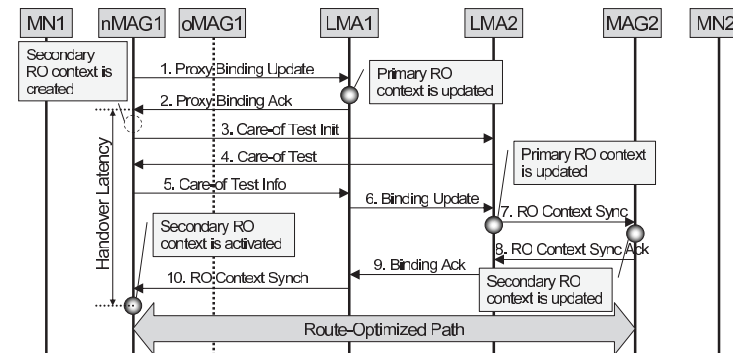 MN1
nMAG1
oMAG1
LMA1
LMA2
MAG2
MN2
Secondary
RO context is
created
1. Proxy Binding Update
Primary RO
context is updated
2. Proxy Binding Ack
3. Care-of Test Init
4. Care-of Test
Primary RO context
is updated
5. Care-of Test Info
6. Binding Update
7. RO Context Sync
Handover Latency
Secondary RO
context is activated
8. RO Context Sync Ack
9. Binding Ack
10. RO Context Synch
Secondary RO
context is updated
Route-Optimized Path